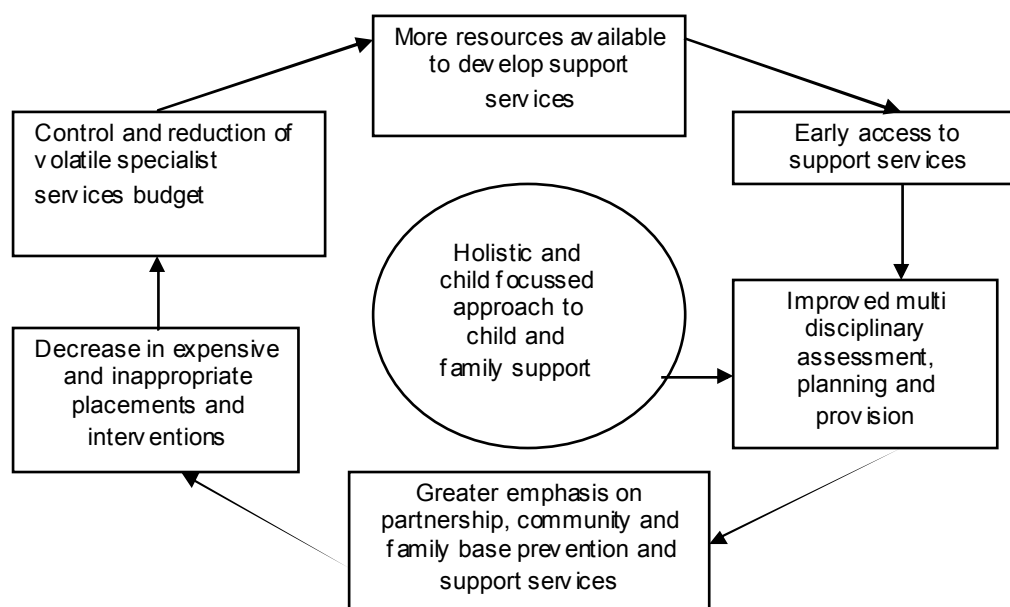 More resources available
to develop support
services
Control and reduction of
volatile specialist
services budget
Early access to
support services
Holistic and
child focussed
approach to
child and
family support
Improved multi
disciplinary
assessment,
planning and
provision
Decrease in expensive
and inappropriate
placements and
interventions
Greater emphasis on
partnership, community and
family base prevention and
support services